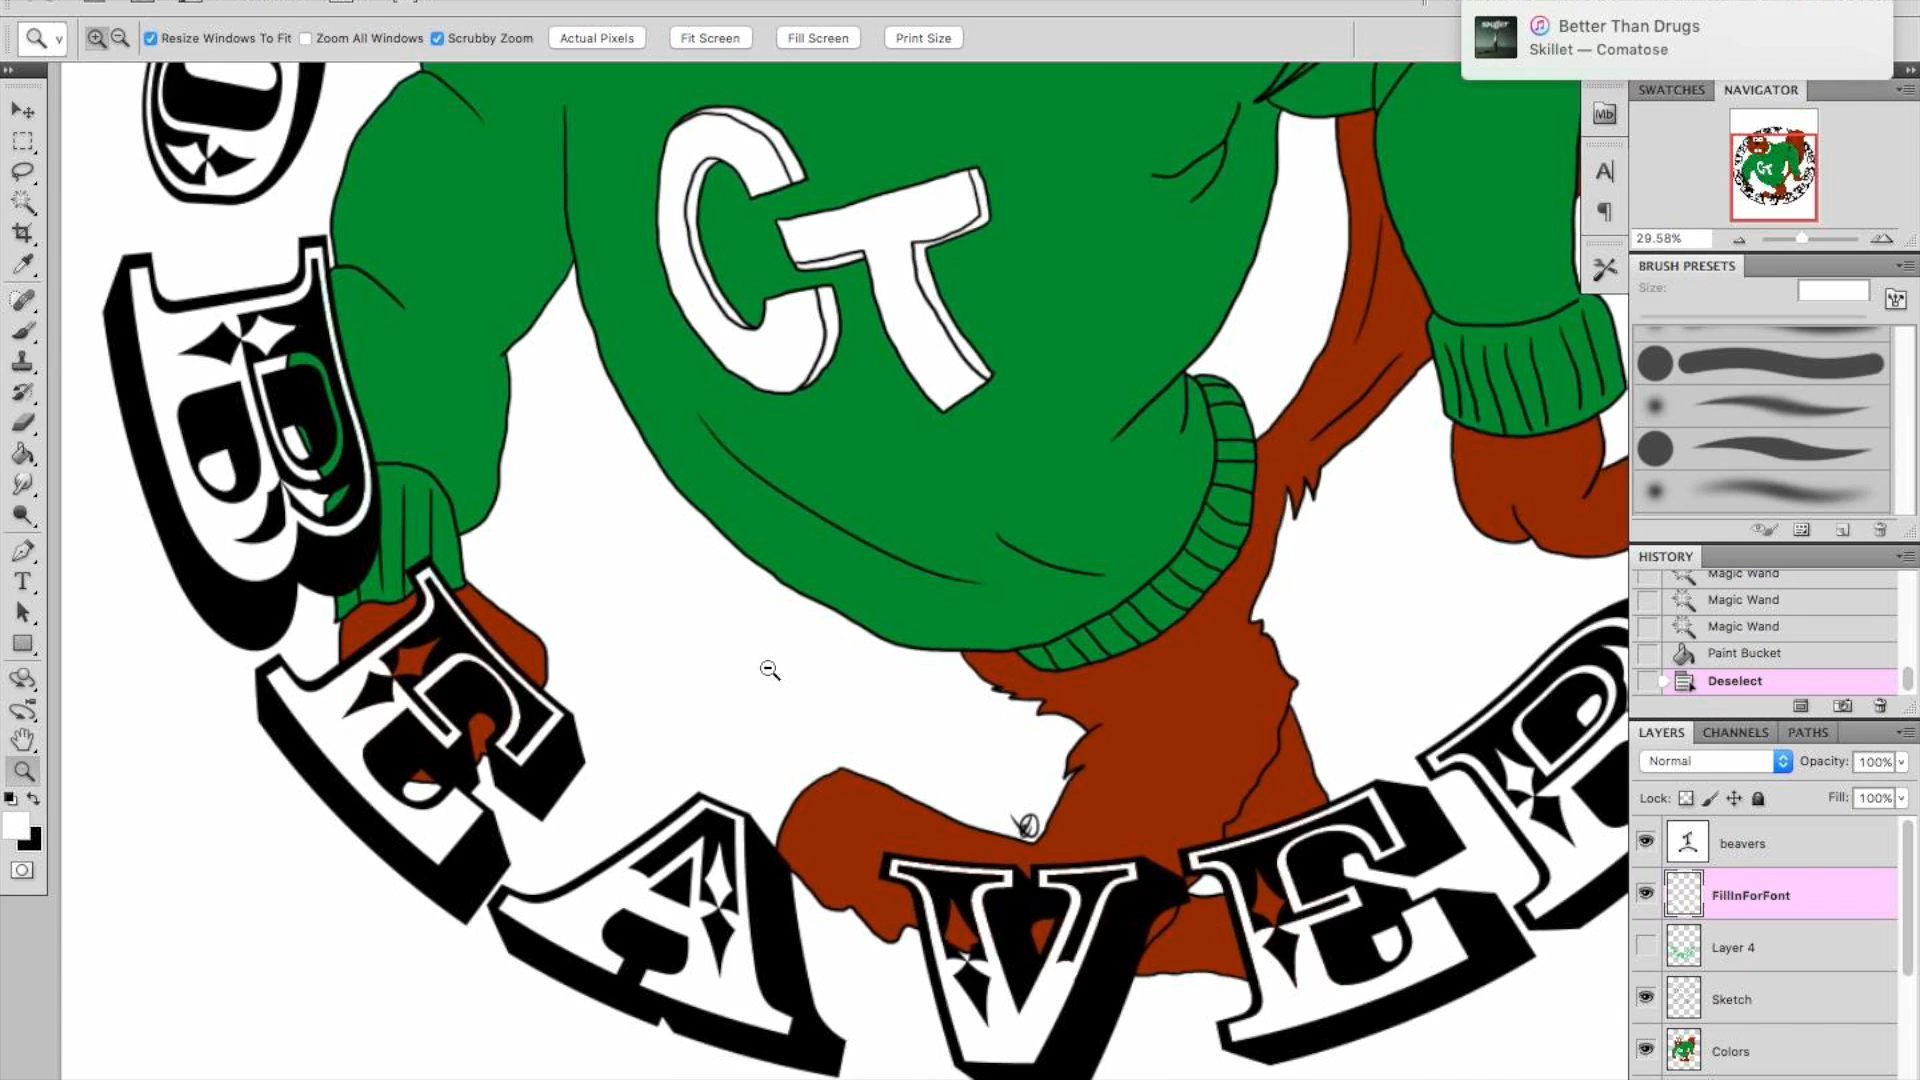 Resize Windows To Fit Zoom All Windows Scrubby Zoom Actual Pixels Fit Screen Fill Screen Print Size
Better Than Drugs
Skillet — Comatose
SWATCHES NAVIGATOR
Mb
A|
¶
29.58%
BRUSH PRESETS
Size:
HISTORY
Magic Wand
Magic Wand
Magic Wand
Paint Bucket
Deselect
LAYERS CHANNELS PATHS
Normal Opacity: 100%
Lock: Fill: 100%
beavers
FillInForFont
Layer 4
Sketch
Colors
T
CT
BEAVER